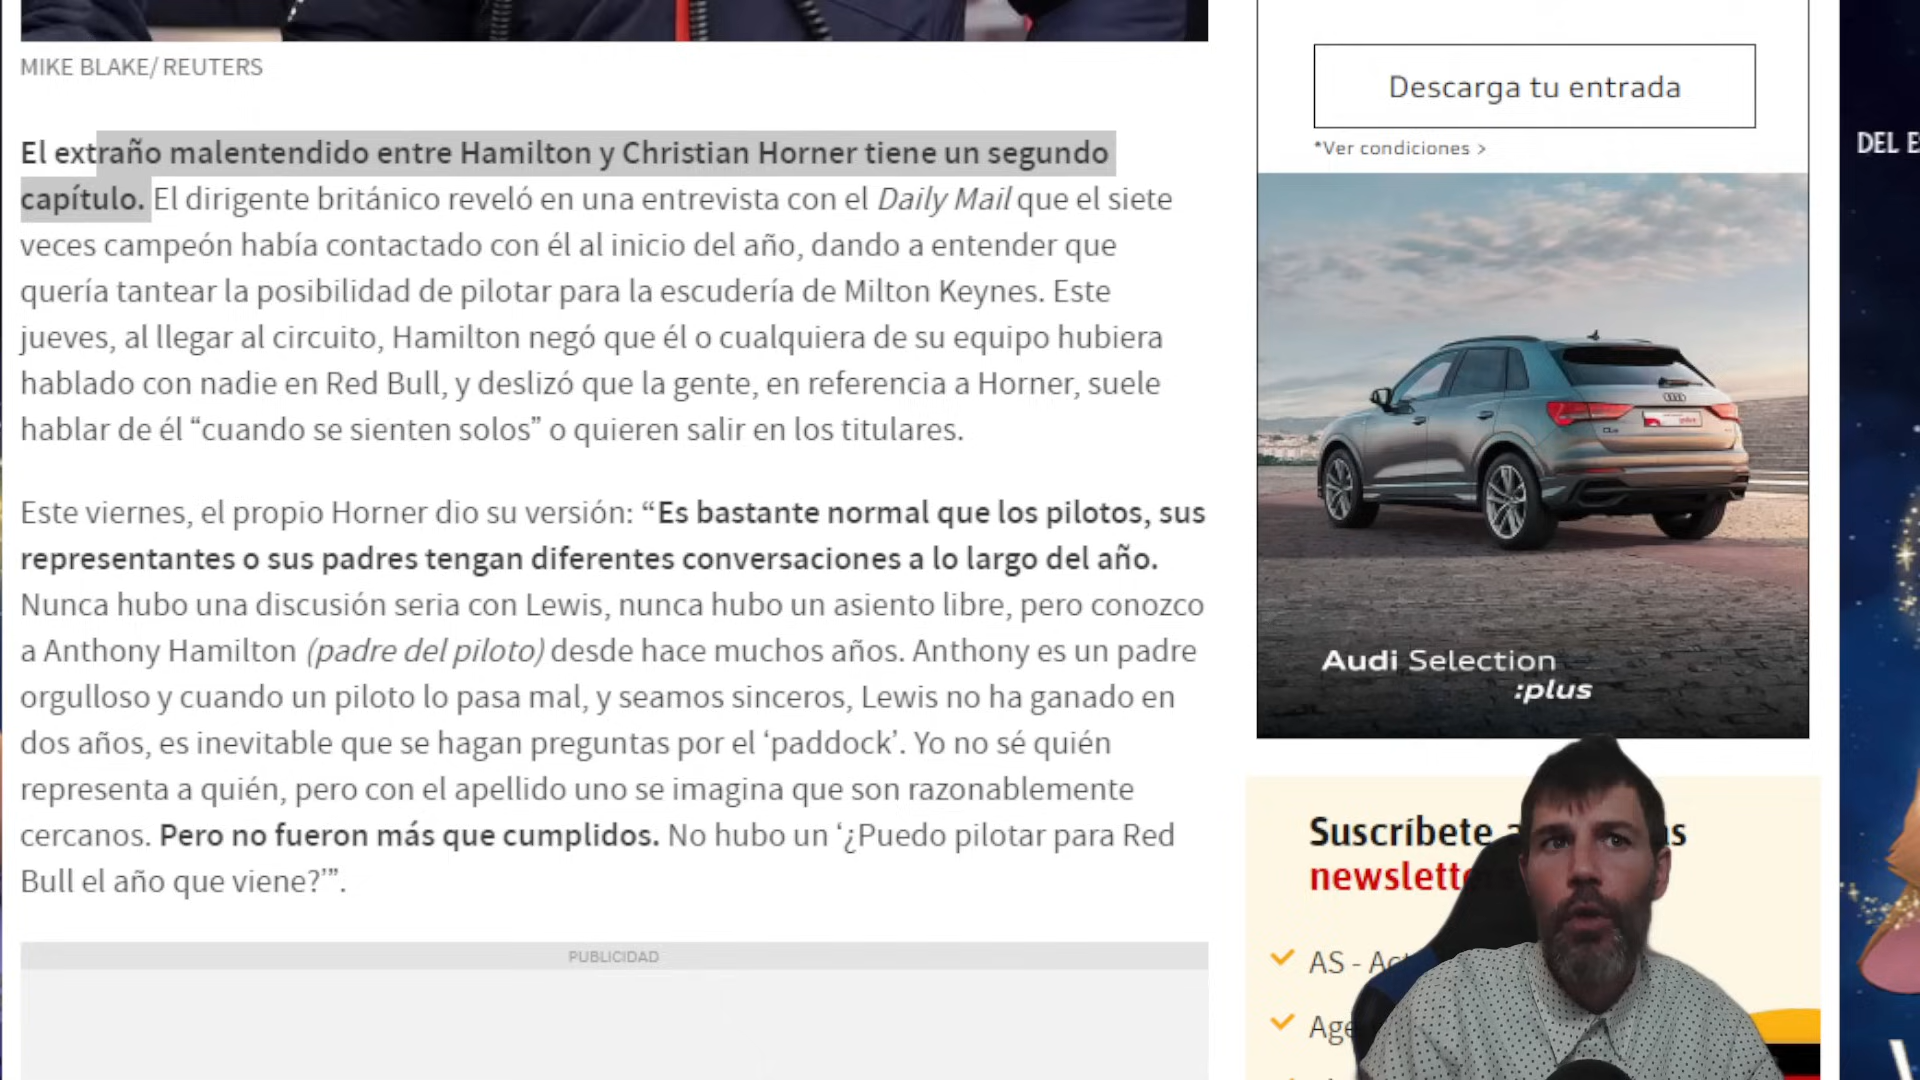 MIKE BLAKE/ REUTERS
El extraño malentendido entre Hamilton y Christian Horner tiene un segundo
capítulo. El dirigente británico reveló en una entrevista con el Daily Mail que el siete
veces campeón había contactado con él al inicio del año, dando a entender que
quería tantear la posibilidad de pilotar para la escudería de Milton Keynes. Este
jueves, al llegar al circuito, Hamilton negó que él o cualquiera de su equipo hubiera
hablado con nadie en Red Bull, y deslizó que la gente, en referencia a Horner, suele
hablar de él “cuando se sienten solos” o quieren salir en los titulares.
Este viernes, el propio Horner dio su versión: “Es bastante normal que los pilotos, sus
representantes o sus padres tengan diferentes conversaciones a lo largo del año.
Nunca hubo una discusión seria con Lewis, nunca hubo un asiento libre, pero conozco
a Anthony Hamilton (padre del piloto) desde hace muchos años. Anthony es un padre
orgulloso y cuando un piloto lo pasa mal, y seamos sinceros, Lewis no ha ganado en
dos años, es inevitable que se hagan preguntas por el ‘paddock’. Yo no sé quién
representa a quién, pero con el apellido uno se imagina que son razonablemente
cercanos. Pero no fueron más que cumplidos. No hubo un ‘¿Puedo pilotar para Red
Bull el año que viene?’”.
PUBLICIDAD
Descarga tu entrada
*Ver condiciones >
Audi Selection
:plus
Suscríbete
AS -
DEL